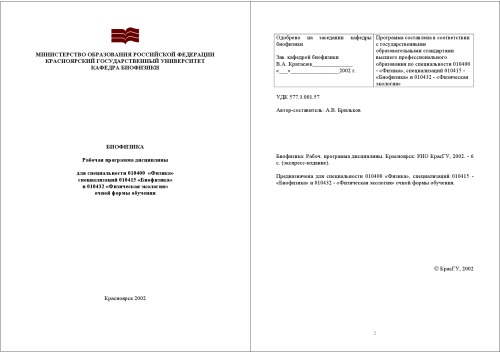 МИНИСТЕРСТВО ОБРАЗОВАНИЯ РОССИЙСКОЙ ФЕДЕРАЦИИ
КРАСНОЯРСКИЙ ГОСУДАРСТВЕННЫЙ УНИВЕРСИТЕТ
КАФЕДРА БИОФИЗИКИ
БИОФИЗИКА
Рабочая программа дисциплины
для специальности 010400 «Физика»
специализаций 010415 «Биофизика»
и 010432 «Физическая экология»
очной формы обучения
Красноярск 2002
Одобрено на заседании кафедры
биофизики
Зав. кафедрой биофизики
В.А. Кратасюк_______________
«___»__________________2002 г.
Программа составлена в соответствии
с государственными
образовательными стандартами
высшего профессионального
образования по специальности 010400
- «Физика», специализаций 010415 -
«Биофизика» и 010432 - «Физическая
экология»
УДК 577.3.001.57
Автор-составитель: А.В. Брильков
Биофизика: Рабоч. программа дисциплины. Красноярск: РИО КрасГУ, 2002. - 6
с. (экспресс-издание).
Предназначена для специальности 010400 «Физика», специализаций 010415 -
«Биофизика» и 010432 - «Физическая экология» очной формы обучения.
© КрасГУ, 2002
2